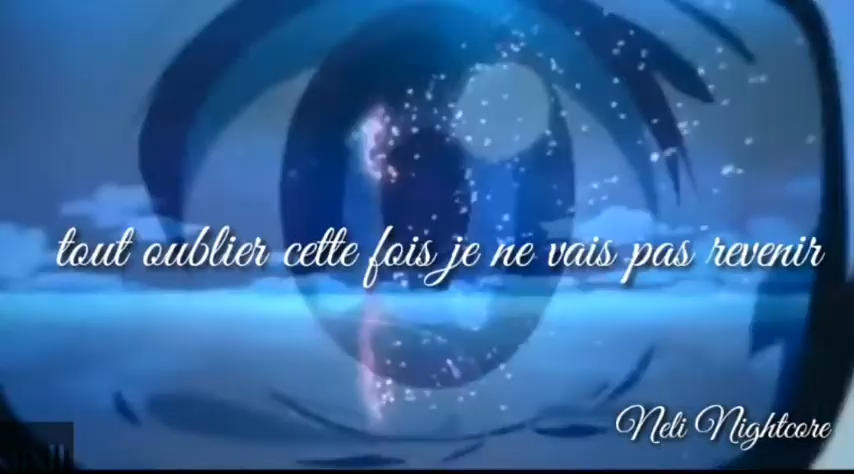 tout oublier cette fois je ne vais pas revenir
Neli Nightcore